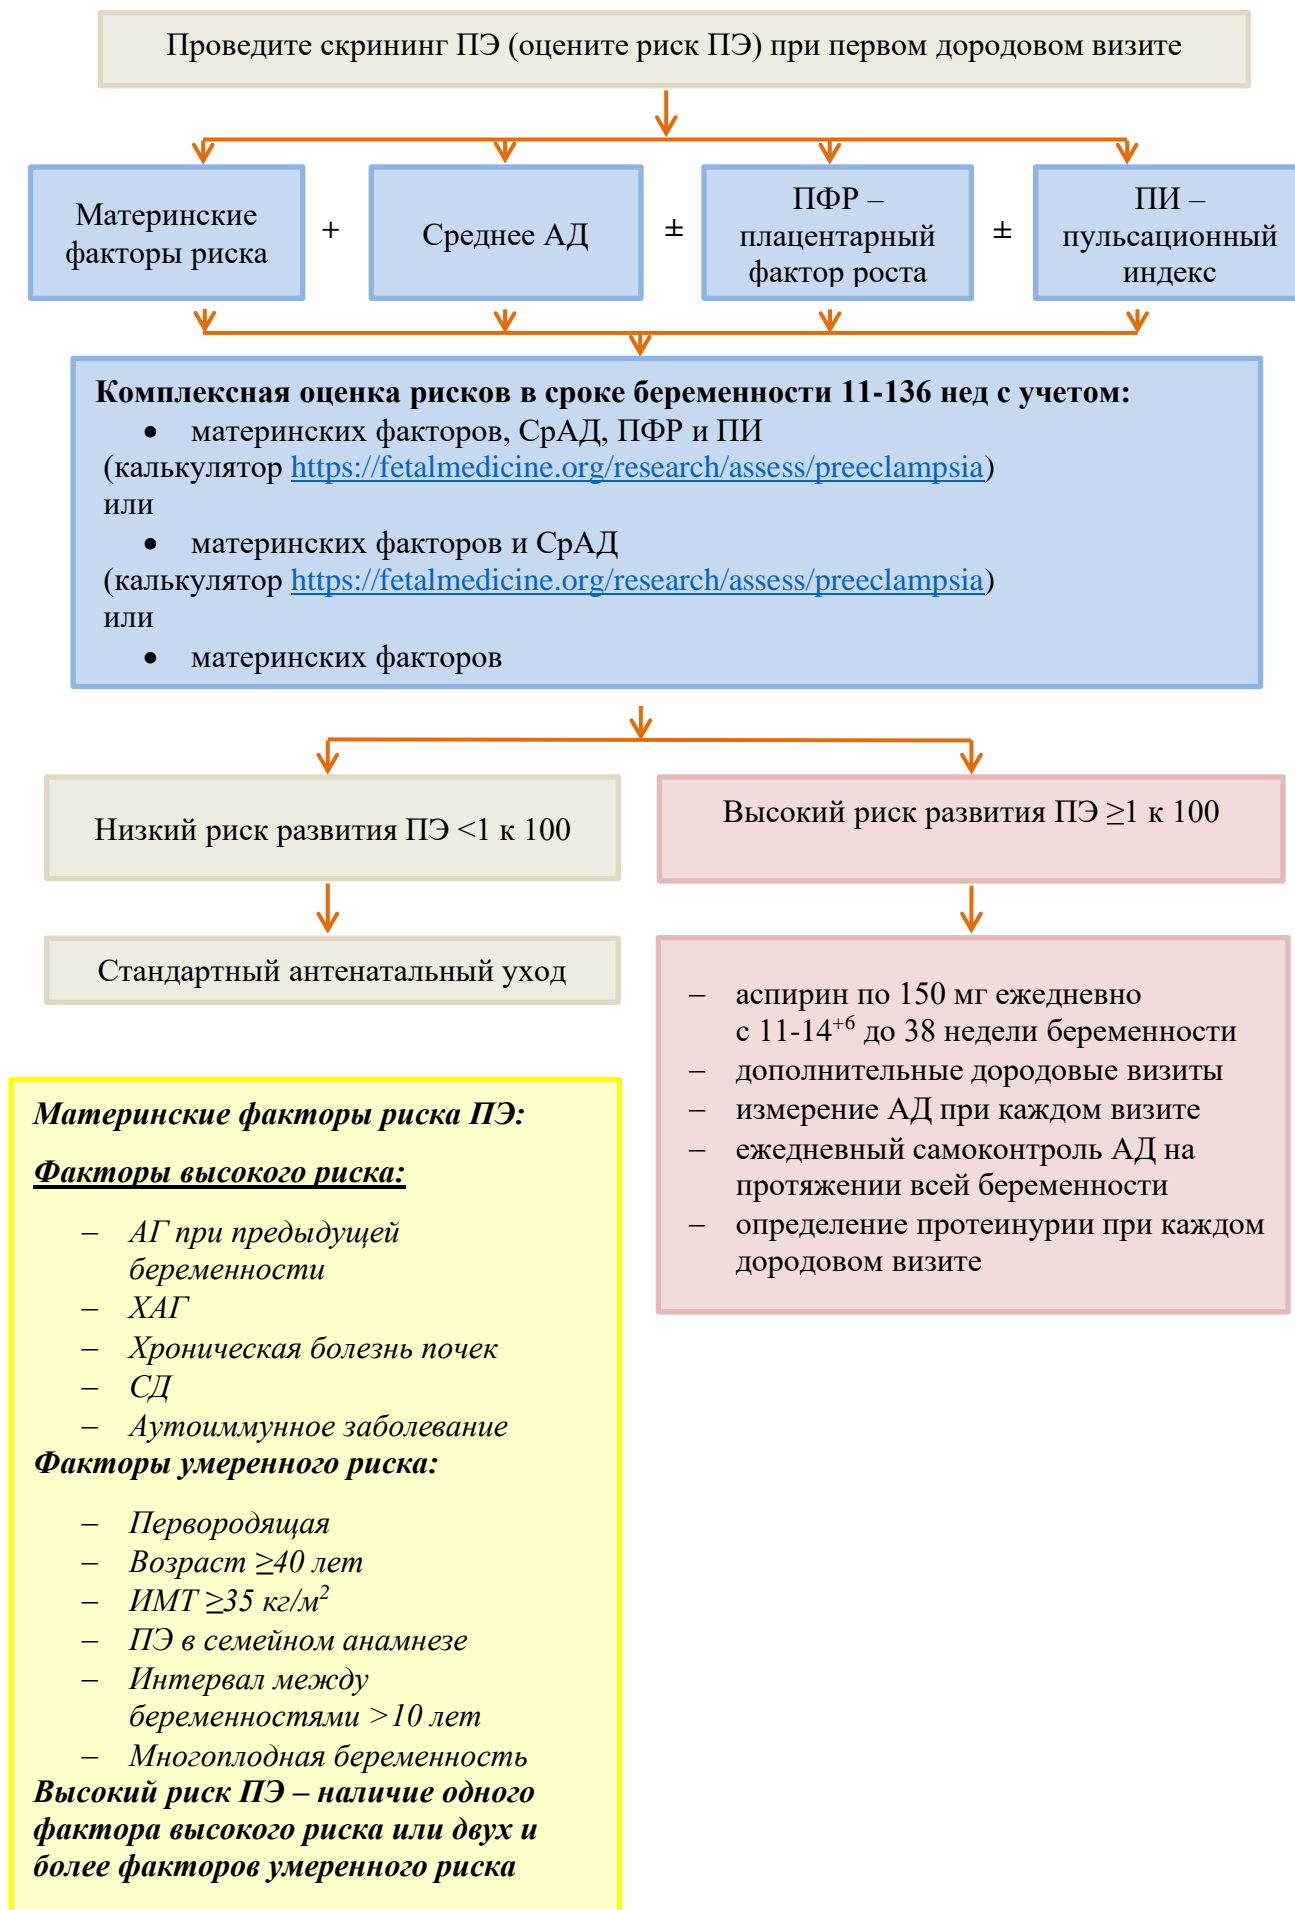 Проведите скрининг ПЭ (оцените риск ПЭ) при первом дородовом визите
Материнские
факторы риска
+
Среднее АД
±
ПФР –
плацентарный
фактор роста
±
ПИ –
пульсационный
индекс
Комплексная оценка рисков в сроке беременности 11-136 нед с учетом:
• материнских факторов, СрАД, ПФР и ПИ
(калькулятор https://fetalmedicine.org/research/assess/preeclampsia)
или
• материнских факторов и СрАД
(калькулятор https://fetalmedicine.org/research/assess/preeclampsia)
или
• материнских факторов
Низкий риск развития ПЭ <1 к 100
Высокий риск развития ПЭ ≥1 к 100
Стандартный антенатальный уход
– аспирин по 150 мг ежедневно
с 11-14⁺⁶ до 38 недели беременности
– дополнительные дородовые визиты
– измерение АД при каждом визите
– ежедневный самоконтроль АД на
протяжении всей беременности
– определение протеинурии при каждом
дородовом визите
Материнские факторы риска ПЭ:
Факторы высокого риска:
– АГ при предыдущей
беременности
– ХАГ
– Хроническая болезнь почек
– СД
– Аутоиммунное заболевание
Факторы умеренного риска:
– Первородящая
– Возраст ≥40 лет
– ИМТ ≥35 кг/м²
– ПЭ в семейном анамнезе
– Интервал между
беременностями >10 лет
– Многоплодная беременность
Высокий риск ПЭ – наличие одного
фактора высокого риска или двух и
более факторов умеренного риска